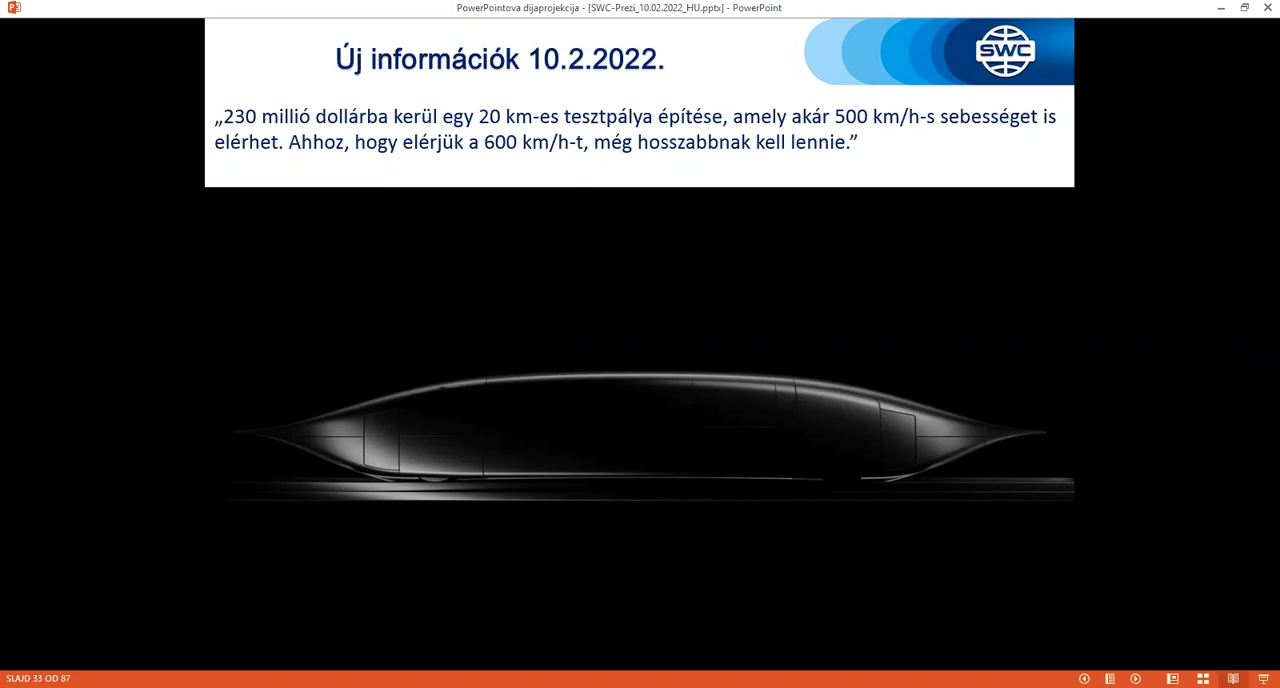 PowerPointova dijaprojekcija - [SWC-Prezi_10.02.2022_HU.pptx] - PowerPoint
Új információk 10.2.2022.
SWC
„230 millió dollárba kerül egy 20 km-es tesztpálya építése, amely akár 500 km/h-s sebességet is
elérhet. Ahhoz, hogy elérjük a 600 km/h-t, még hosszabbnak kell lennie.”
SLAJD 33 OD 87